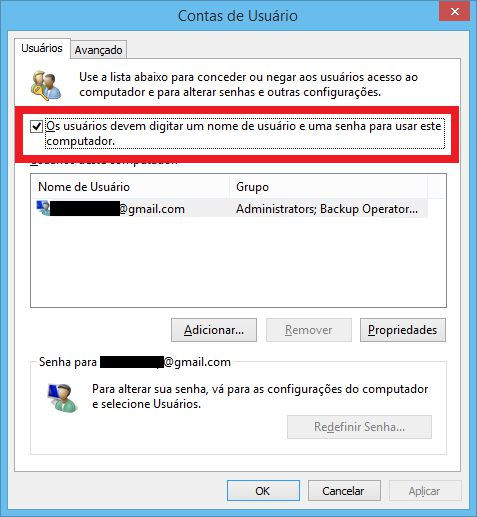 Contas de Usuário
Usuários
Avançado
Use a lista abaixo para conceder ou negar aos usuários acesso ao
computador e para alterar senhas e outras configurações.
Os usuários devem digitar um nome de usuário e uma senha para usar este
computador.
Nome de Usuário
Grupo
@gmail.com
Administrators; Backup Operator...
Adicionar...
Remover
Propriedades
Senha para @gmail.com
Para alterar sua senha, vá para as configurações do computador
e selecione Usuários.
Redefinir Senha...
OK
Cancelar
Aplicar